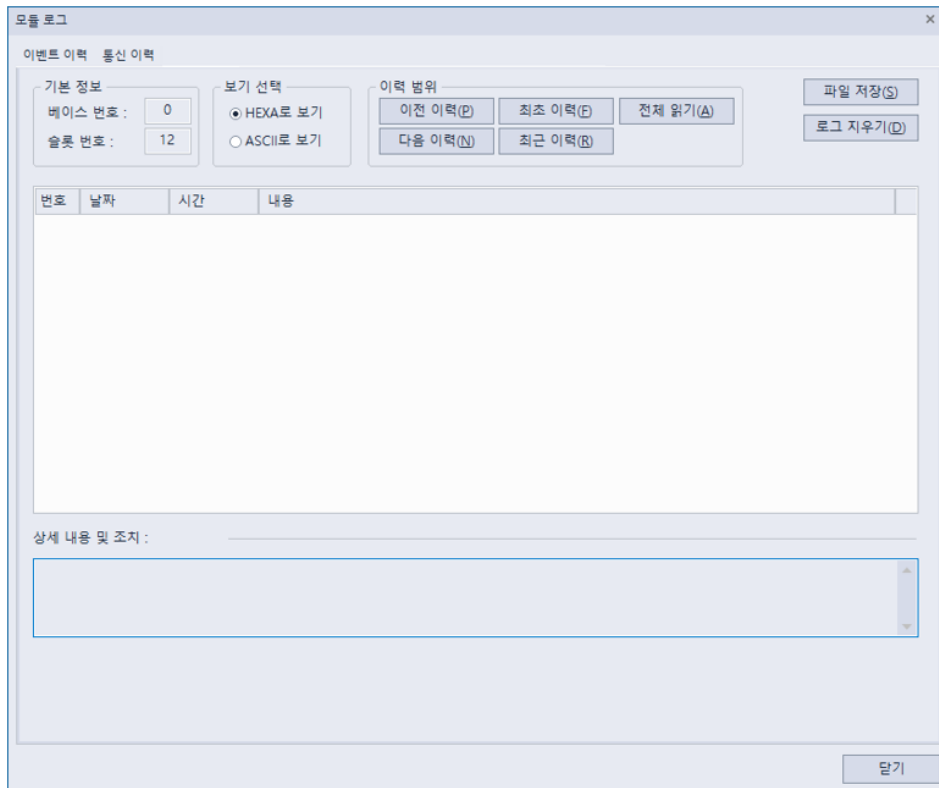 모듈 로그
이벤트 이력 통신 이력
기본 정보
베이스 번호 : 0
슬롯 번호 : 12
보기 선택
HEXA로 보기
ASCII로 보기
이력 범위
이전 이력(P) 최초 이력(F) 전체 읽기(A)
다음 이력(N) 최근 이력(R)
파일 저장(S)
로그 지우기(D)
번호 날짜 시간 내용
상세 내용 및 조치 :
닫기